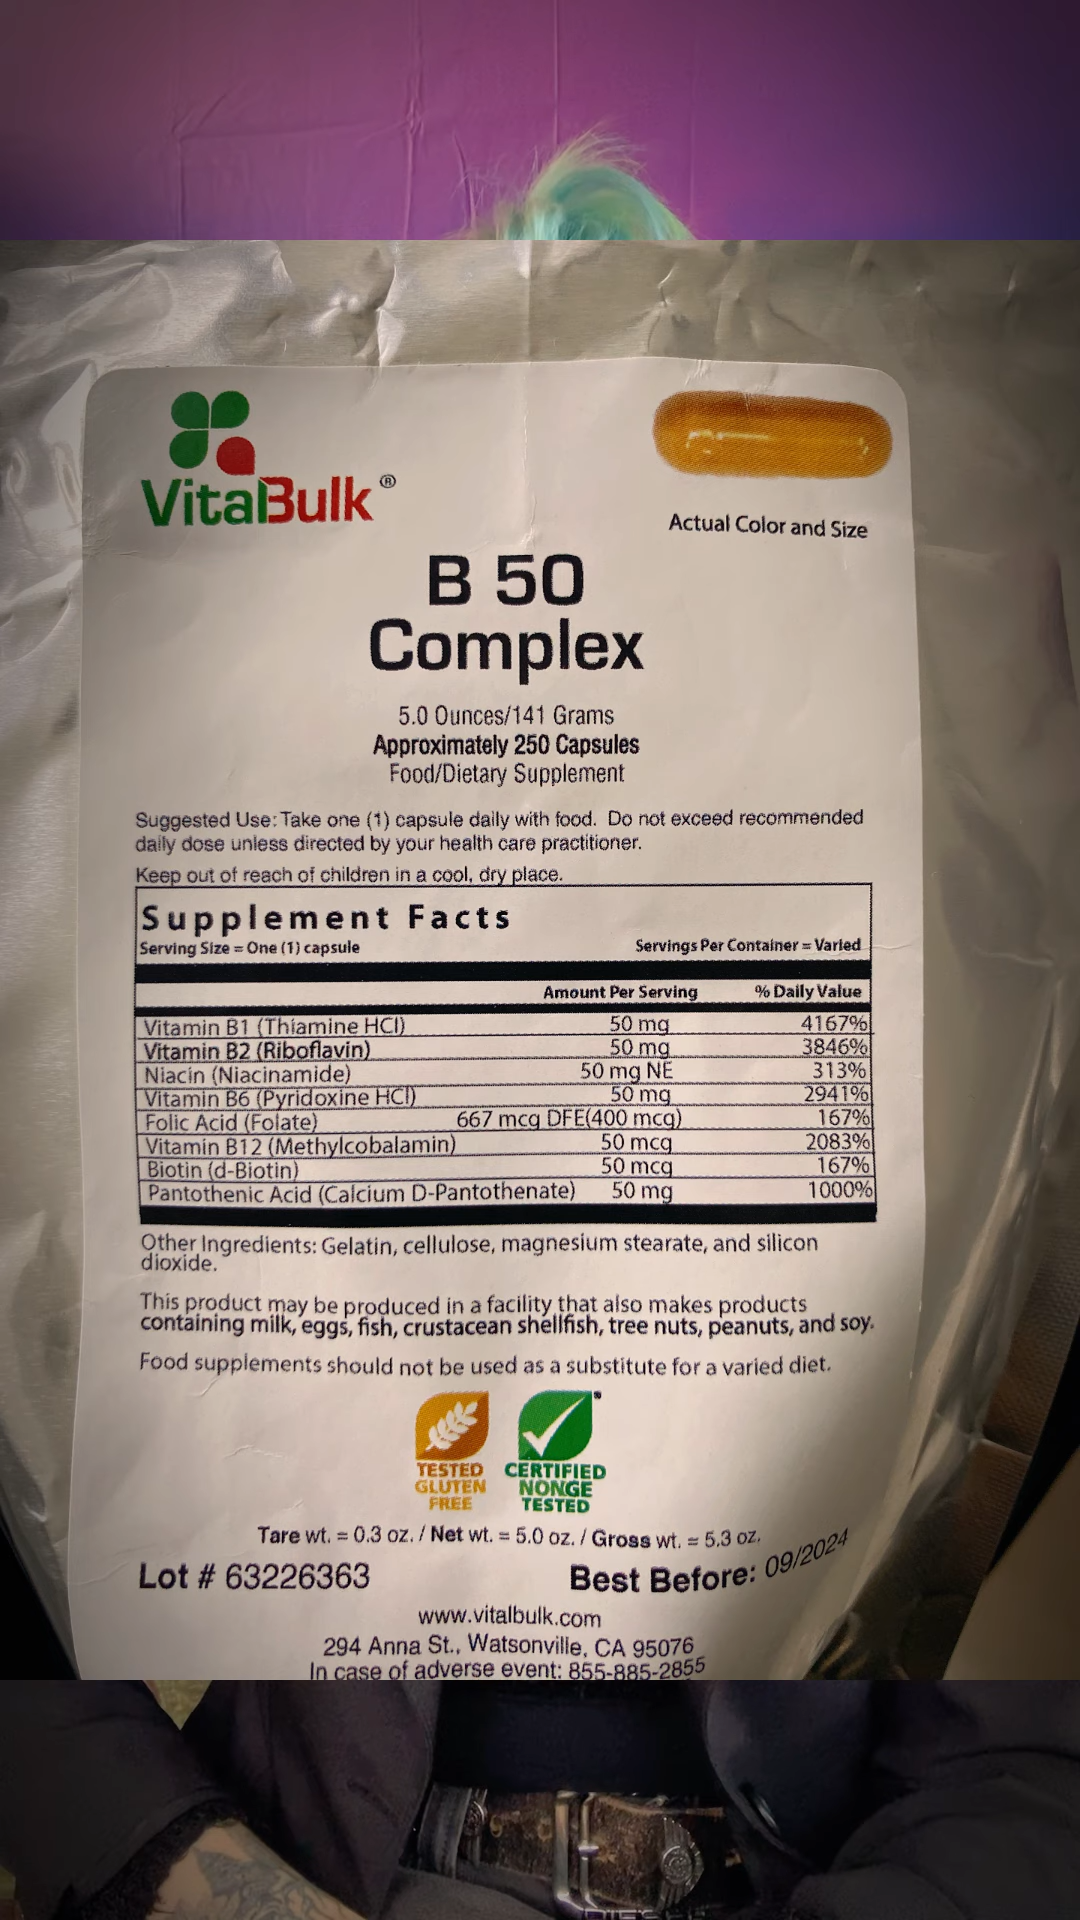 VitalBulk®
Actual Color and Size
B 50
Complex
5.0 Ounces/141 Grams
Approximately 250 Capsules
Food/Dietary Supplement
Suggested Use: Take one (1) capsule daily with food. Do not exceed recommended
daily dose unless directed by your health care practitioner.
Keep out of reach of children in a cool, dry place.
Supplement Facts
Serving Size = One (1) capsule Servings Per Container = Varied
Amount Per Serving % Daily Value
Vitamin B1 (Thiamine HCl) 50 mg 4167%
Vitamin B2 (Riboflavin) 50 mg 3846%
Niacin (Niacinamide) 50 mg NE 313%
Vitamin B6 (Pyridoxine HCl) 50 mg 2941%
Folic Acid (Folate) 667 mcg DFE(400 mcg) 167%
Vitamin B12 (Methylcobalamin) 50 mcg 2083%
Biotin (d-Biotin) 50 mcg 167%
Pantothenic Acid (Calcium D-Pantothenate) 50 mg 1000%
Other Ingredients: Gelatin, cellulose, magnesium stearate, and silicon
dioxide.
This product may be produced in a facility that also makes products
containing milk, eggs, fish, crustacean shellfish, tree nuts, peanuts, and soy.
Food supplements should not be used as a substitute for a varied diet.
TESTED
GLUTEN
FREE
CERTIFIED
NONGE
TESTED
Tare wt. = 0.3 oz. / Net wt. = 5.0 oz. / Gross wt. = 5.3 oz.
Lot # 63226363 Best Before: 09/2024
www.vitalbulk.com
294 Anna St., Watsonville, CA 95076
In case of adverse event: 855-885-2855